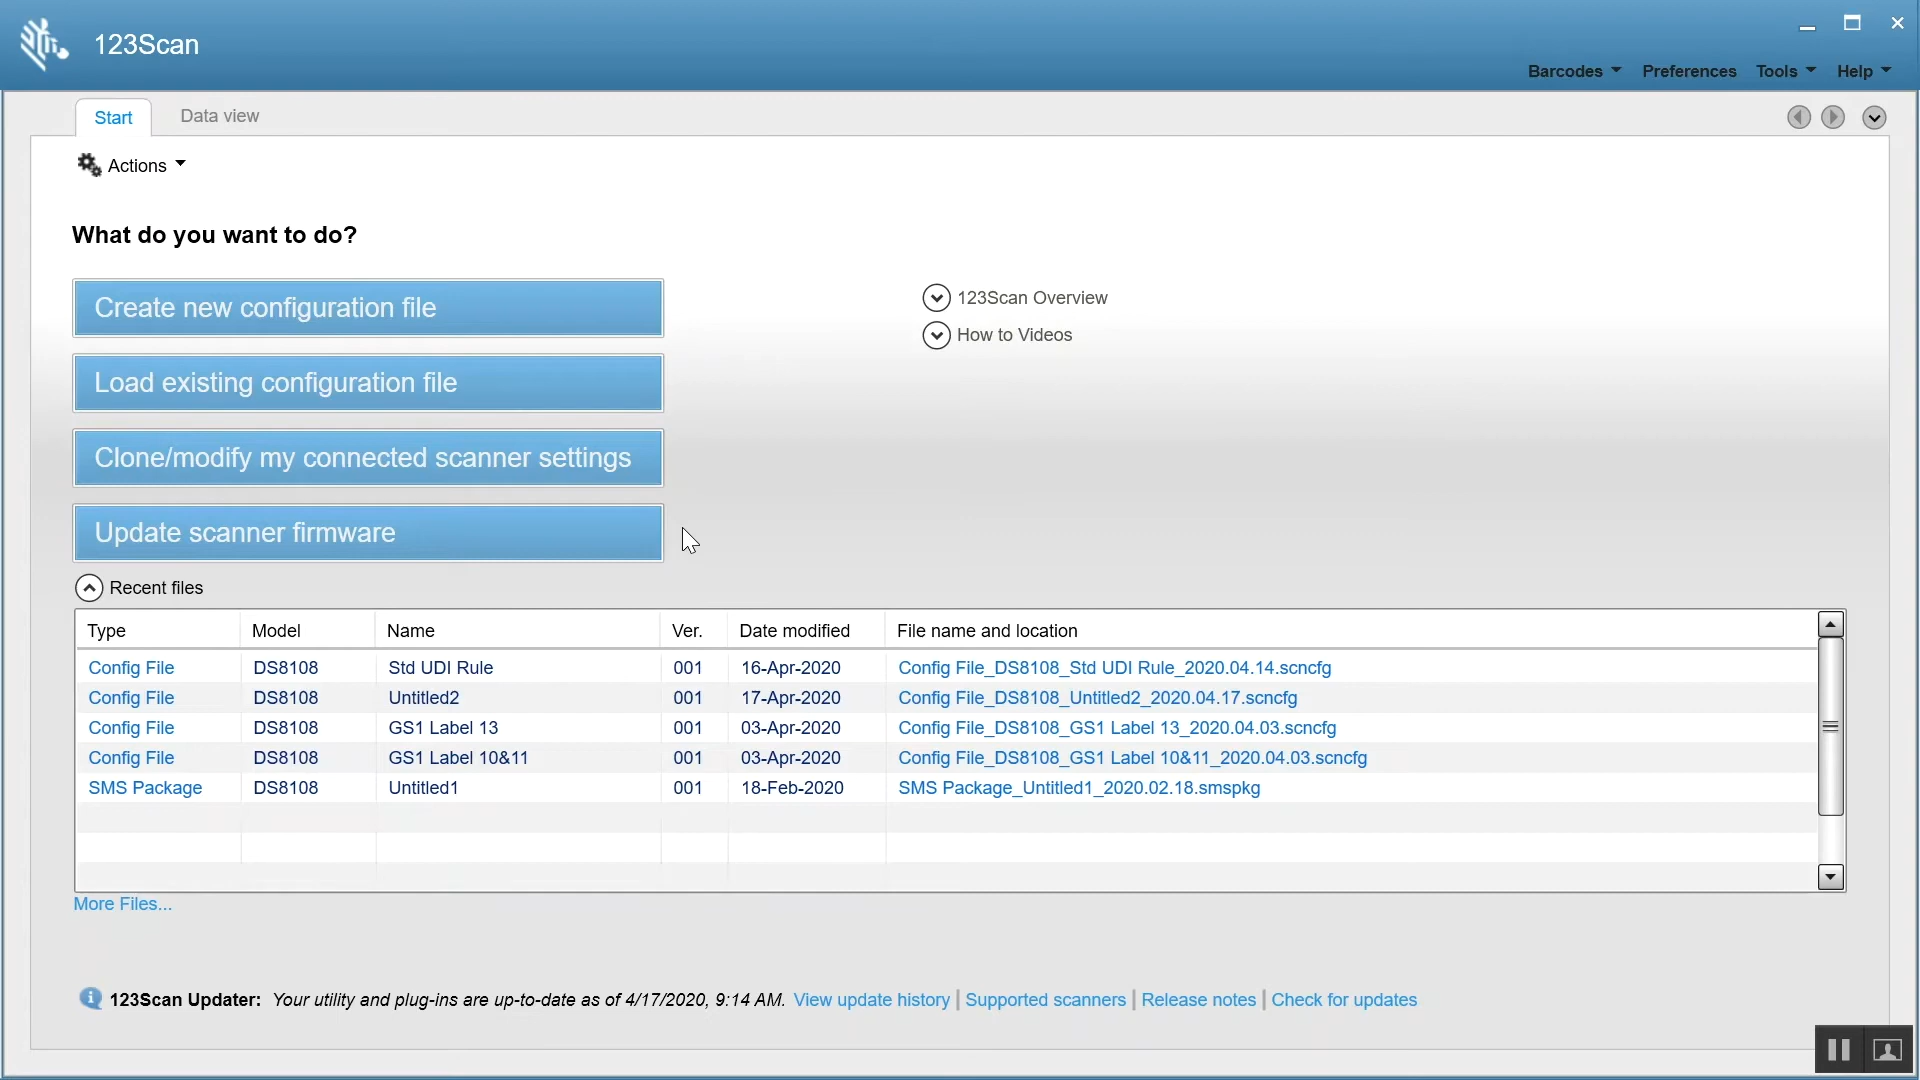 123Scan
Barcodes Preferences Tools Help
Start Data view
Actions
What do you want to do?
Create new configuration file
Load existing configuration file
Clone/modify my connected scanner settings
Update scanner firmware
123Scan Overview
How to Videos
Recent files
Type Model Name Ver. Date modified File name and location
Config File DS8108 Std UDI Rule 001 16-Apr-2020 Config File_DS8108_Std UDI Rule_2020.04.14.scncfg
Config File DS8108 Untitled2 001 17-Apr-2020 Config File_DS8108_Untitled2_2020.04.17.scncfg
Config File DS8108 GS1 Label 13 001 03-Apr-2020 Config File_DS8108_GS1 Label 13_2020.04.03.scncfg
Config File DS8108 GS1 Label 10&11 001 03-Apr-2020 Config File_DS8108_GS1 Label 10&11_2020.04.03.scncfg
SMS Package DS8108 Untitled1 001 18-Feb-2020 SMS Package_Untitled1_2020.02.18.smspkg
More Files...
123Scan Updater: Your utility and plug-ins are up-to-date as of 4/17/2020, 9:14 AM. View update history | Supported scanners | Release notes | Check for updates